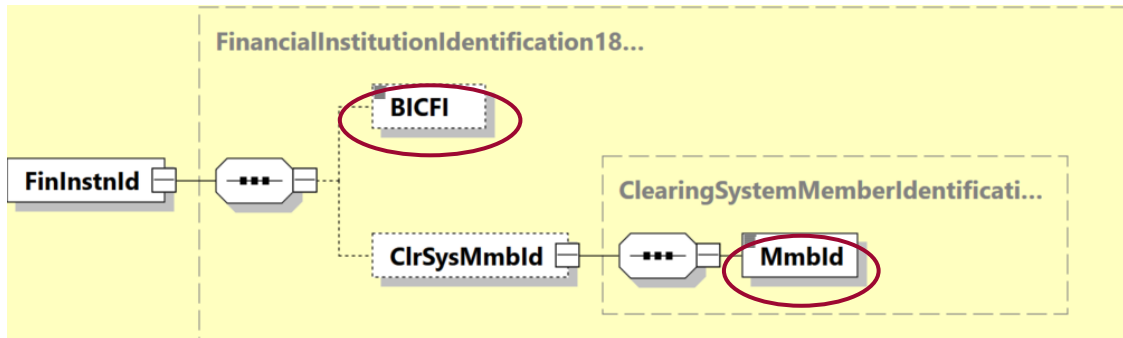 FinancialInstitutionIdentification18...
BICFI
FinInstnId
ClearingSystemMemberIdentificati...
ClrSysMmbId
MmbId